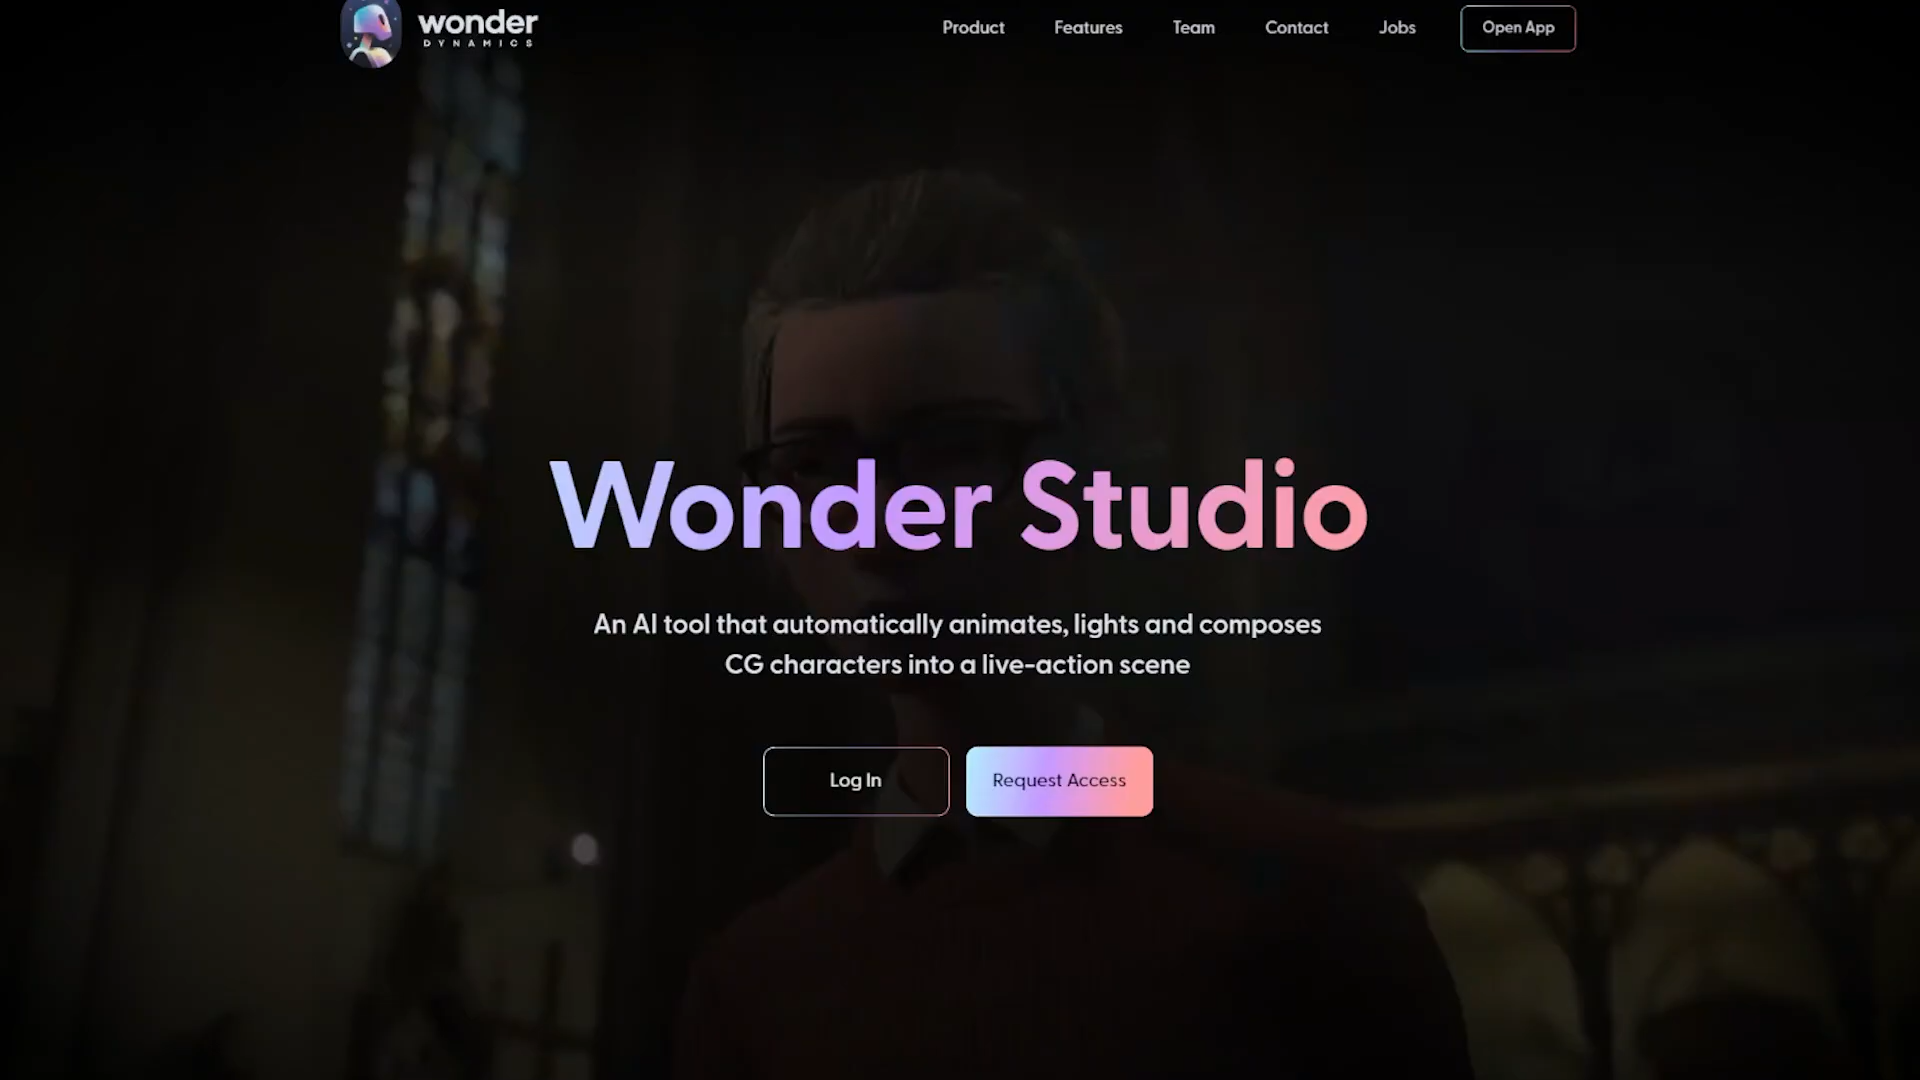 wonder
DYNAMICS
Product Features Team Contact Jobs Open App
Wonder Studio
An AI tool that automatically animates, lights and composes
CG characters into a live-action scene
Log In Request Access